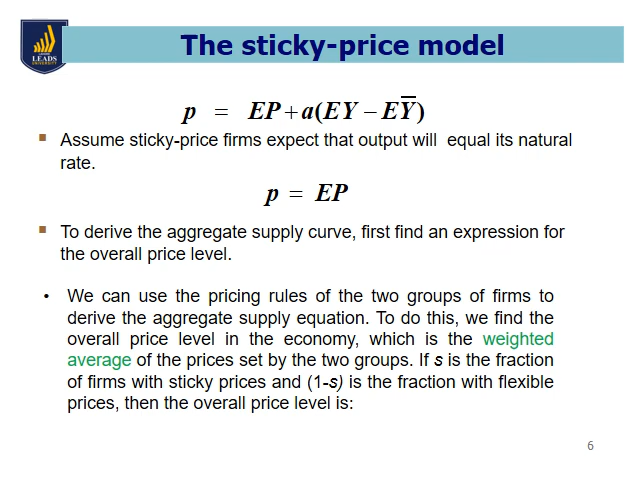 The sticky-price model
LEADS
UNIVERSITY
p = EP + a(EY − EȲ)
Assume sticky-price firms expect that output will equal its natural
rate.
p = EP
To derive the aggregate supply curve, first find an expression for
the overall price level.
• We can use the pricing rules of the two groups of firms to
derive the aggregate supply equation. To do this, we find the
overall price level in the economy, which is the weighted
average of the prices set by the two groups. If s is the fraction
of firms with sticky prices and (1-s) is the fraction with flexible
prices, then the overall price level is:
6